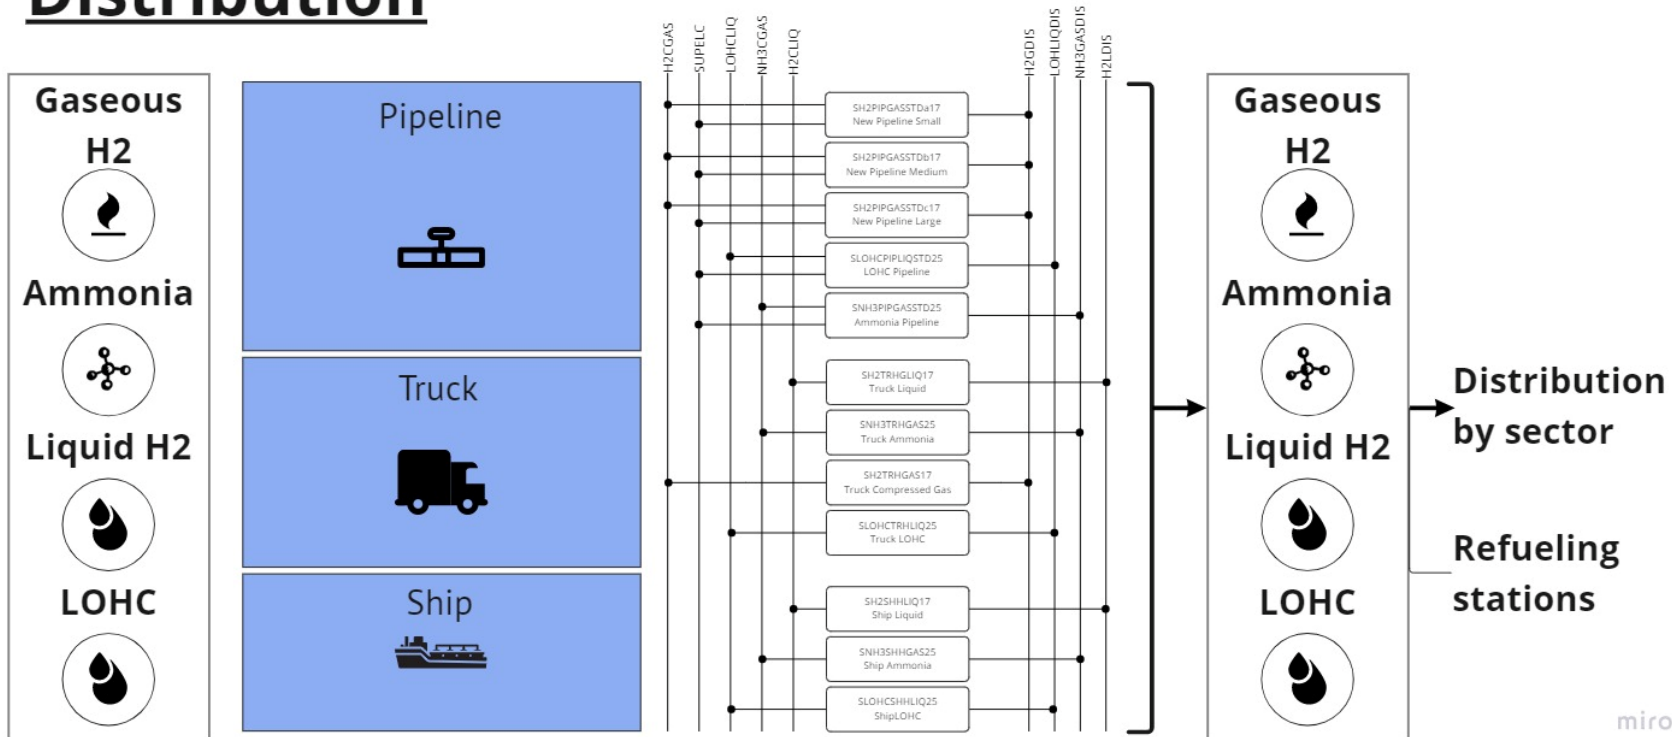 Distribution
Gaseous
H2
Ammonia
Liquid H2
LOHC
Pipeline
Truck
Ship
H2CGAS
SUPELC
LOHCLIQ
NH3CGAS
H2CLIQ
H2GDIS
LOHLIQDIS
NH3GASDIS
H2LDIS
SH2PIPGASSTDa17
New Pipeline Small
SH2PIPGASSTDb17
New Pipeline Medium
SH2PIPGASSTDc17
New Pipeline Large
SLOHCPIPLIQSTD25
LOHC Pipeline
SNH3PIPGASSTD25
Ammonia Pipeline
SH2TRHGLIQ17
Truck Liquid
SNH3TRHGAS25
Truck Ammonia
SH2TRHGAS17
Truck Compressed Gas
SLOHCTRHLIQ25
Truck LOHC
SH2SHHLIQ17
Ship Liquid
SNH3SHHGAS25
Ship Ammonia
SLOHCSHHLIQ25
ShipLOHC
Gaseous
H2
Ammonia
Liquid H2
LOHC
Distribution
by sector
Refueling
stations
miro